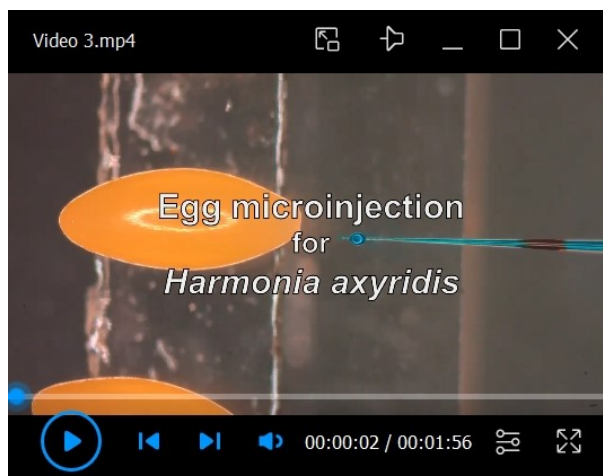 Video 3.mp4
Egg microinjection
for
Harmonia axyridis
00:00:02 / 00:01:56